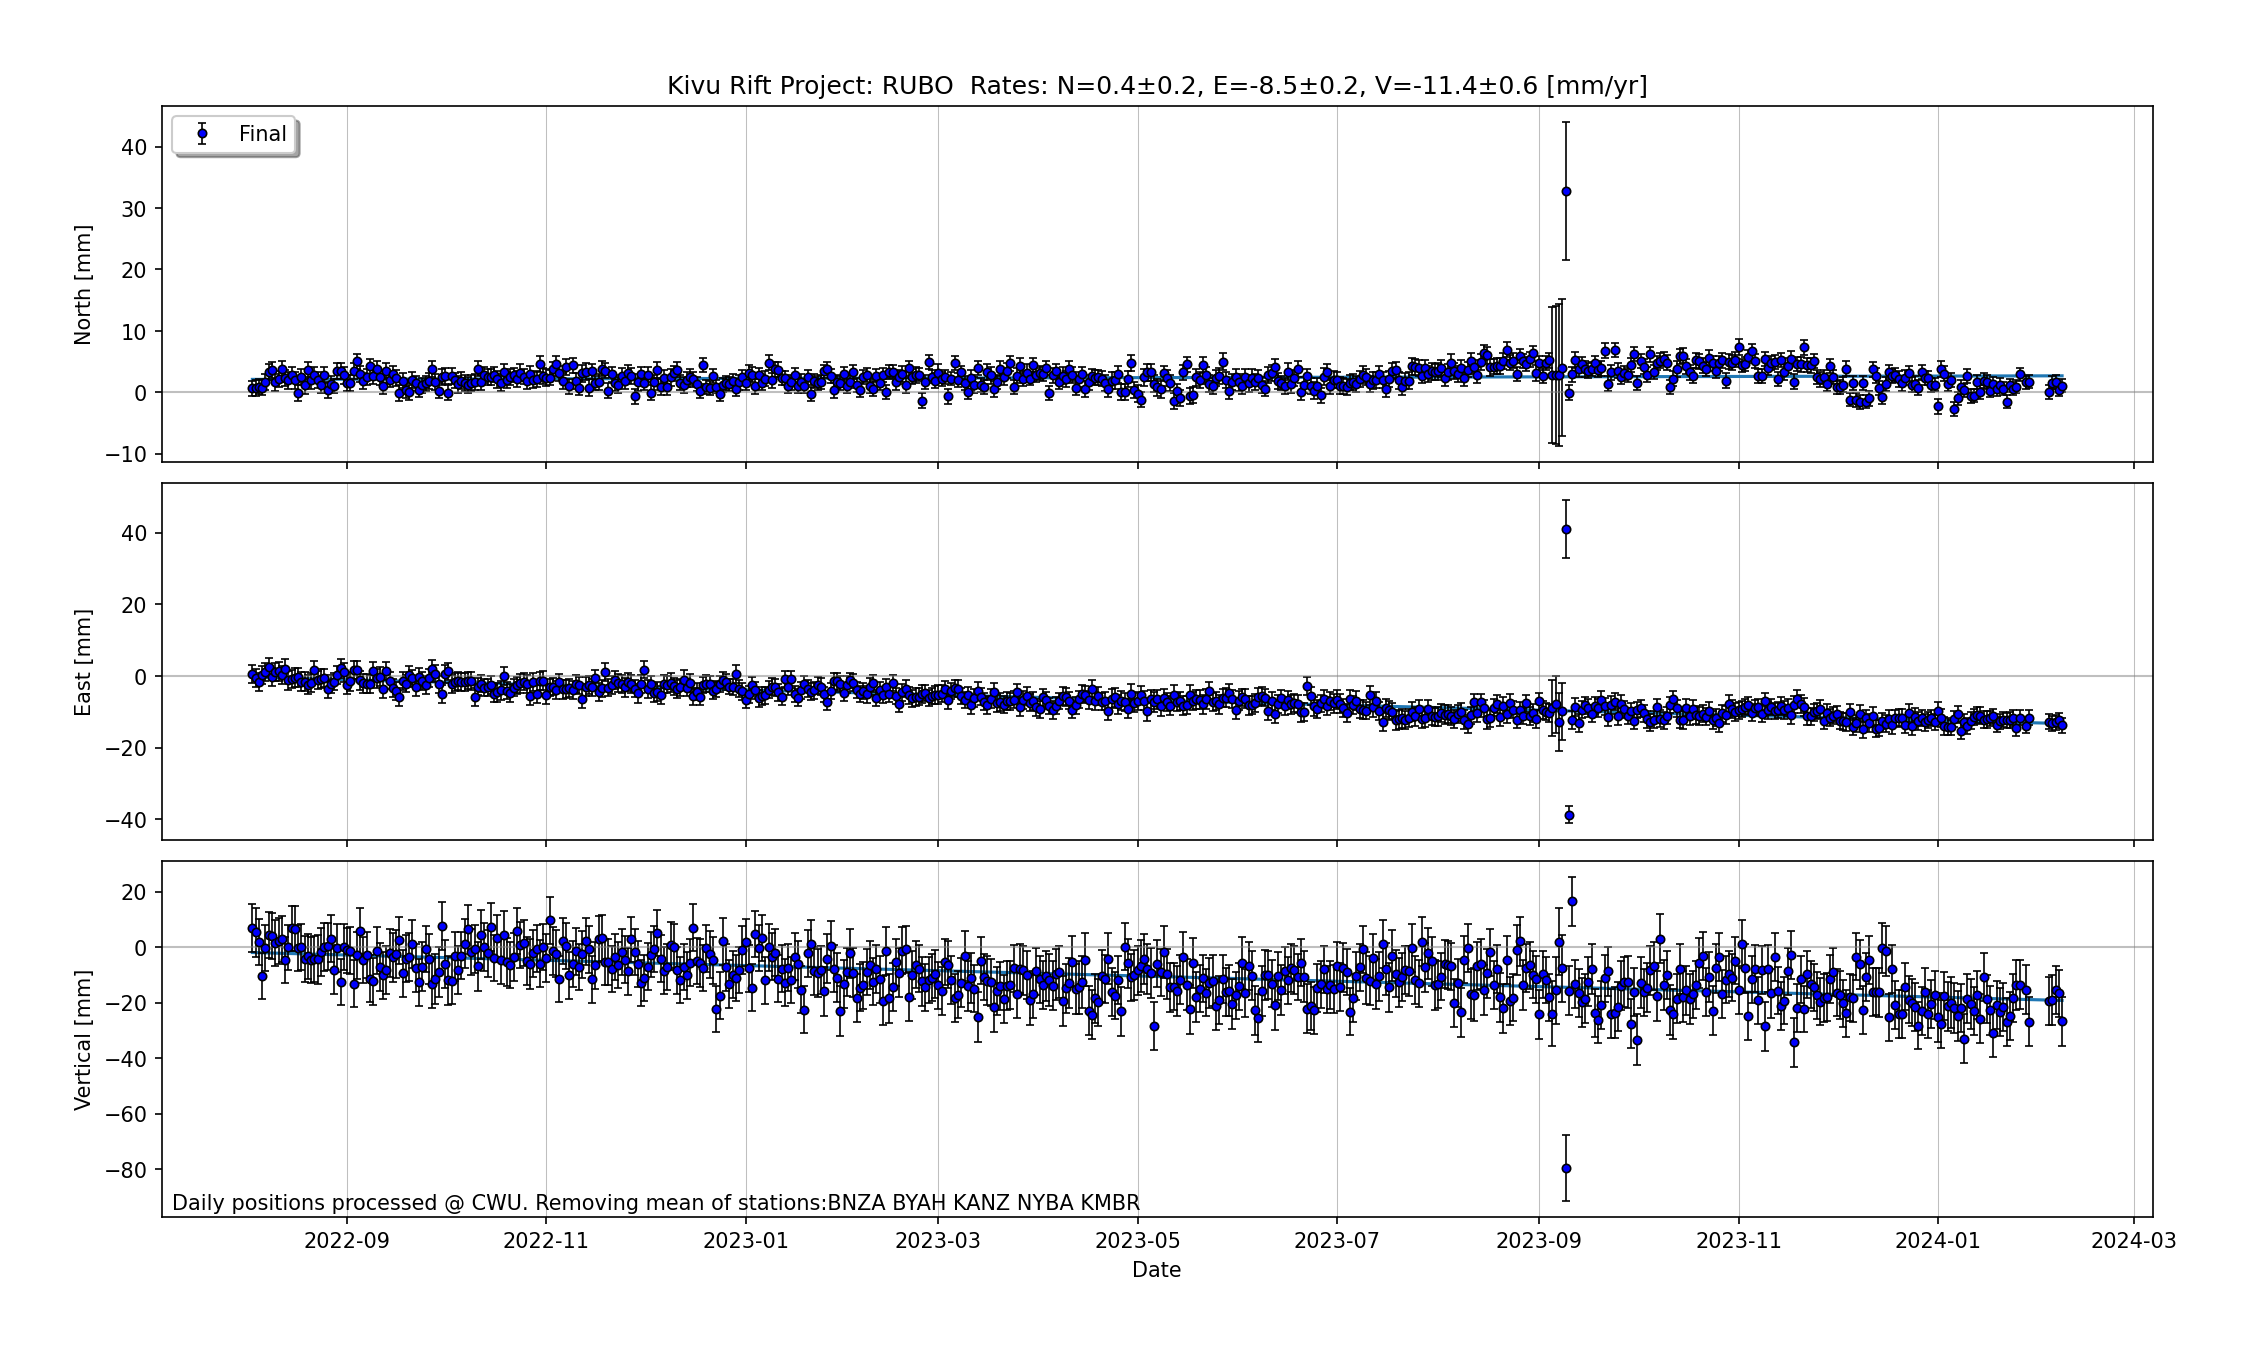 Kivu Rift Project: RUBO  Rates: N=0.4±0.2, E=-8.5±0.2, V=-11.4±0.6 [mm/yr]
Final
North [mm]
40
30
20
10
0
−10
East [mm]
40
20
0
−20
−40
Vertical [mm]
20
0
−20
−40
−60
−80
Daily positions processed @ CWU. Removing mean of stations:BNZA BYAH KANZ NYBA KMBR
2022-09 2022-11 2023-01 2023-03 2023-05 2023-07 2023-09 2023-11 2024-01 2024-03
Date